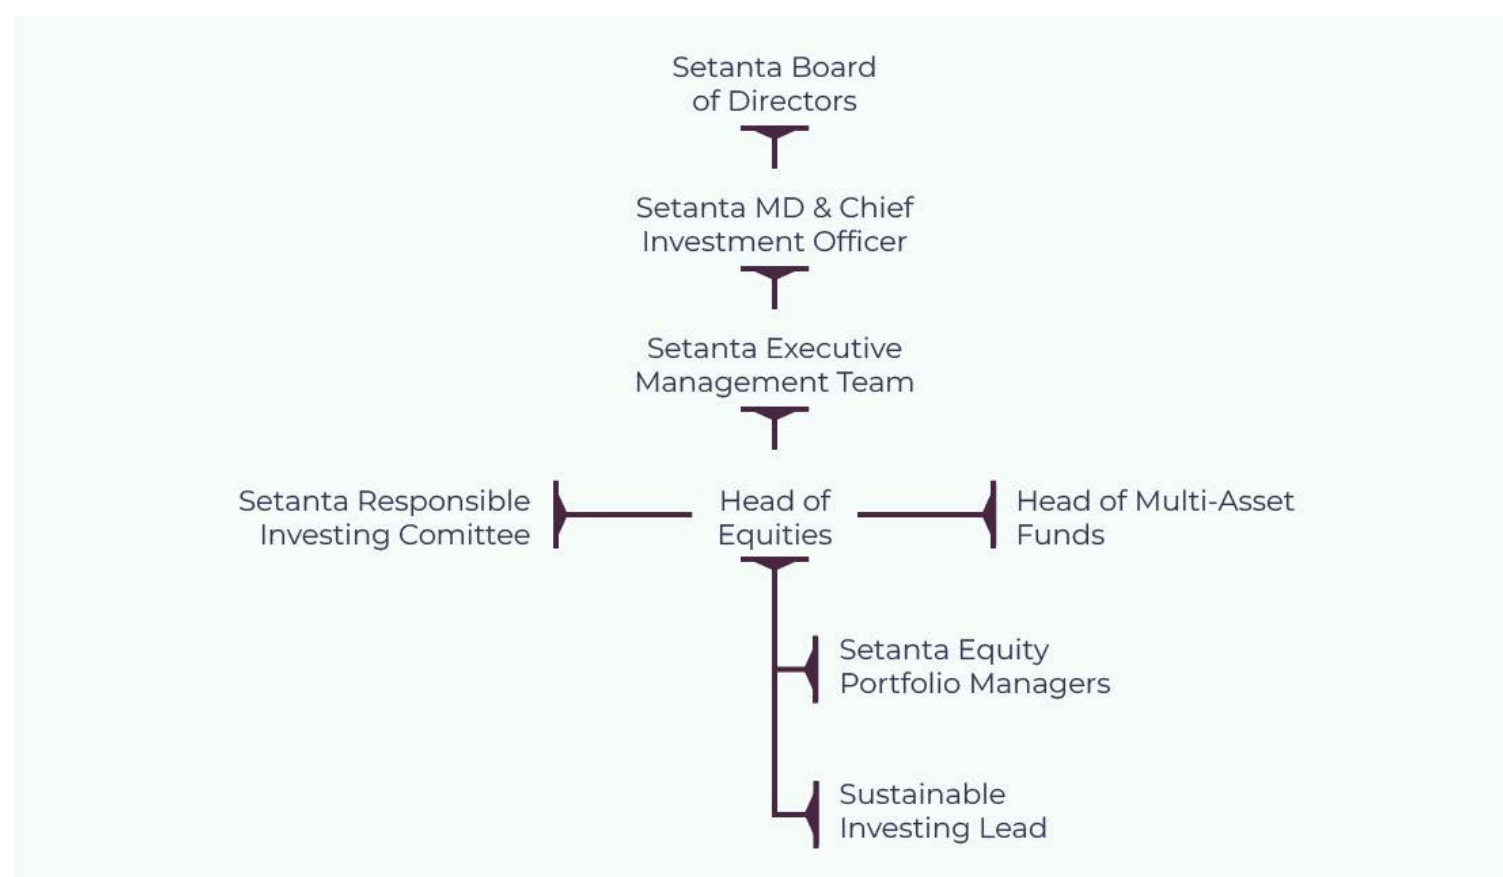 Setanta Board
of Directors
Setanta MD & Chief
Investment Officer
Setanta Executive
Management Team
Setanta Responsible
Investing Comittee
Head of
Equities
Head of Multi-Asset
Funds
Setanta Equity
Portfolio Managers
Sustainable
Investing Lead